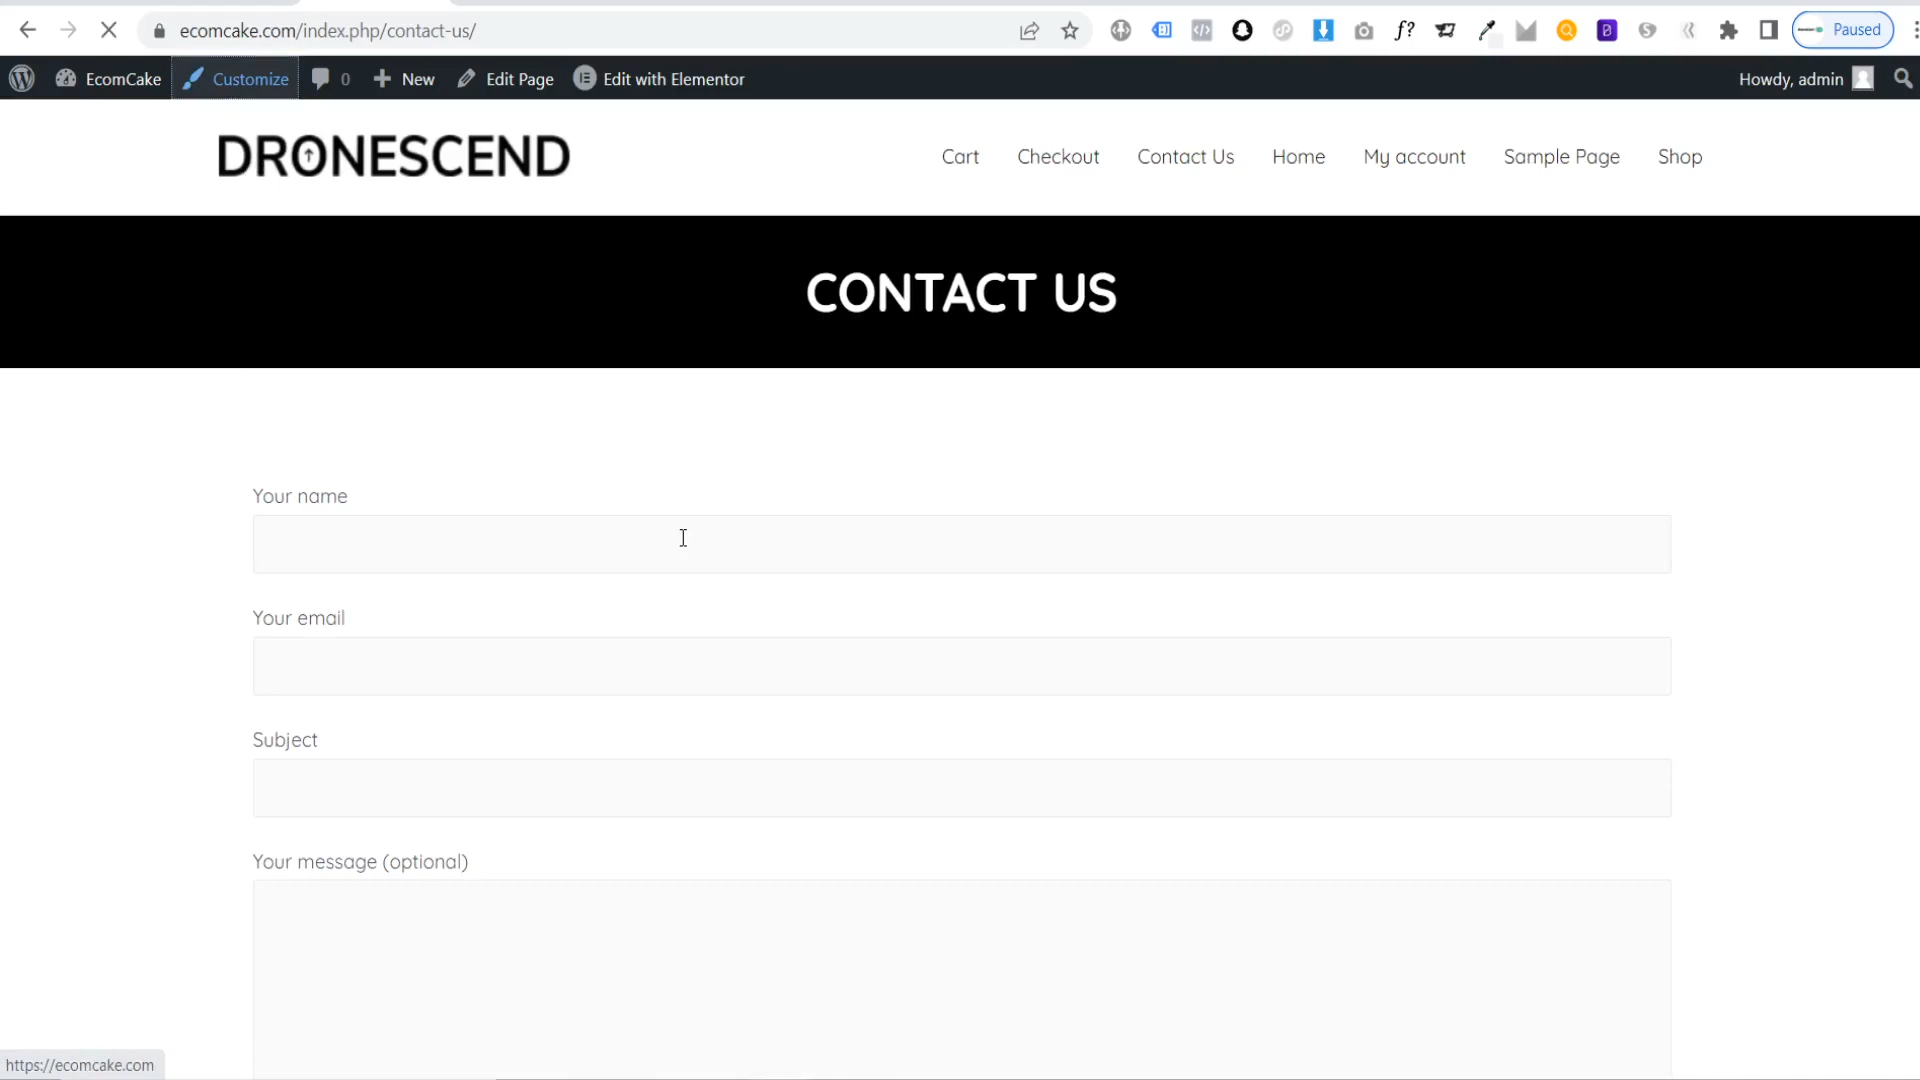 ecomcake.com/index.php/contact-us/
f?
Paused
EcomCake
Customize
0
New
Edit Page
Edit with Elementor
Howdy, admin
DRONESCEND
Cart
Checkout
Contact Us
Home
My account
Sample Page
Shop
CONTACT US
Your name
Your email
Subject
Your message (optional)
https://ecomcake.com